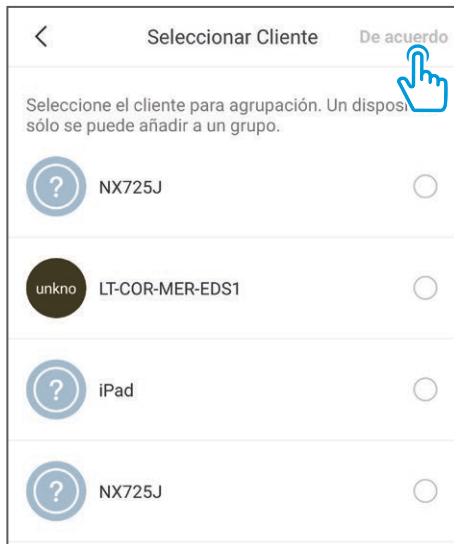 Seleccionar Cliente De acuerdo
Seleccione el cliente para agrupación. Un
sólo se puede añadir a un grupo.
NX725J
unkno LT-COR-MER-EDS1
iPad
NX725J